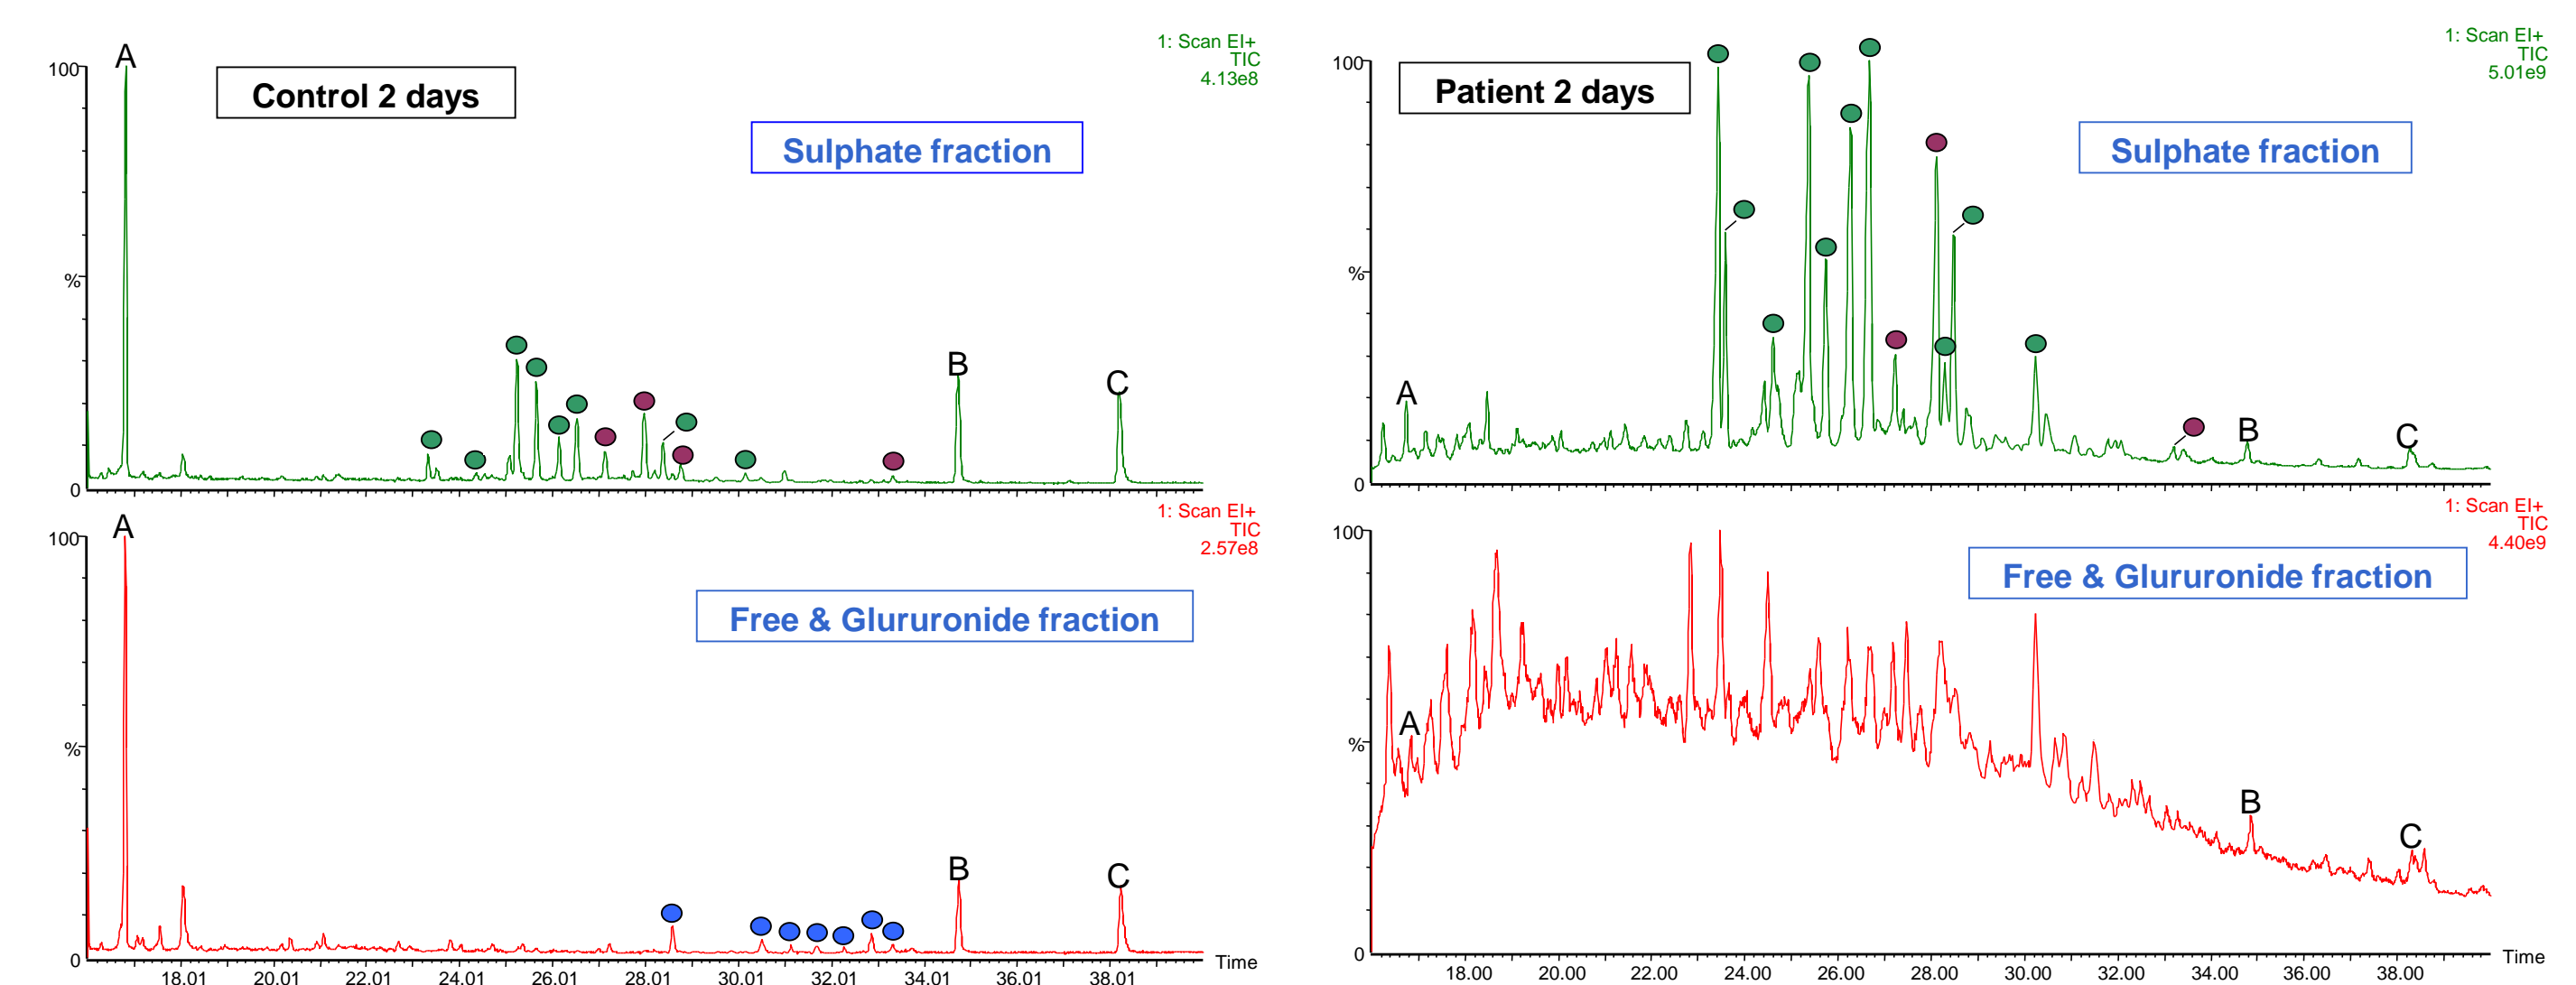 A
100
%
0
Control 2 days
1: Scan EI+
TIC
4.13e8
Sulphate fraction
B
C
A
100
%
0
1: Scan EI+
TIC
2.57e8
Free & Glururonide fraction
B
C
Time
18.01 20.01 22.01 24.01 26.01 28.01 30.01 32.01 34.01 36.01 38.01
100
%
0
Patient 2 days
1: Scan EI+
TIC
5.01e9
Sulphate fraction
A
B
C
100
%
0
1: Scan EI+
TIC
4.40e9
Free & Glururonide fraction
A
B
C
Time
18.00 20.00 22.00 24.00 26.00 28.00 30.00 32.00 34.00 36.00 38.00